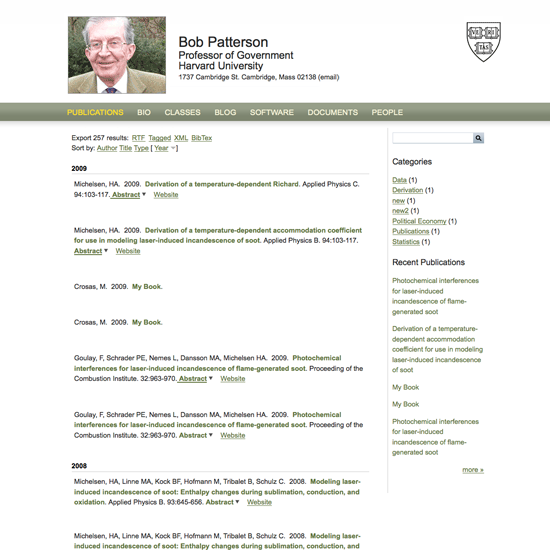 Bob Patterson
Professor of Government
Harvard University
1737 Cambridge St. Cambridge, Mass 02138 (email)
VE RI
TAS
PUBLICATIONS BIO CLASSES BLOG SOFTWARE DOCUMENTS PEOPLE
Export 257 results: RTF Tagged XML BibTex
Sort by: Author Title Type [ Year ]
2009
Michelsen, HA. 2009. Derivation of a temperature-dependent Richard. Applied Physics C.
94:103-117. Abstract Website
Michelsen, HA. 2009. Derivation of a temperature-dependent accommodation coefficient
for use in modeling laser-induced incandescence of soot. Applied Physics B. 94:103-117.
Abstract Website
Crosas, M. 2009. My Book.
Crosas, M. 2009. My Book.
Goulay, F, Schrader PE, Nemes L, Dansson MA, Michelsen HA. 2009. Photochemical
interferences for laser-induced incandescence of flame-generated soot. Proceeding of the
Combustion Institute. 32:963-970. Abstract Website
Goulay, F, Schrader PE, Nemes L, Dansson MA, Michelsen HA. 2009. Photochemical
interferences for laser-induced incandescence of flame-generated soot. Proceeding of the
Combustion Institute. 32:963-970. Abstract Website
2008
Michelsen, HA, Linne MA, Kock BF, Hofmann M, Tribalet B, Schulz C. 2008. Modeling laser-
induced incandescence of soot: Enthalpy changes during sublimation, conduction, and
oxidation. Applied Physics B. 93:645-656. Abstract Website
Michelsen, HA, Linne MA, Kock BF, Hofmann M, Tribalet B, Schulz C. 2008. Modeling laser-
induced incandescence of soot: Enthalpy changes during sublimation, conduction, and
Categories
Data (1)
Derivation (1)
new (1)
new2 (1)
Political Economy (1)
Publications (1)
Statistics (1)
Recent Publications
Photochemical interferences
for laser-induced
incandescence of flame-
generated soot
Derivation of a temperature-
dependent accommodation
coefficient for use in modeling
laser-induced incandescence
of soot
My Book
My Book
Photochemical interferences
for laser-induced
incandescence of flame-
generated soot
more »